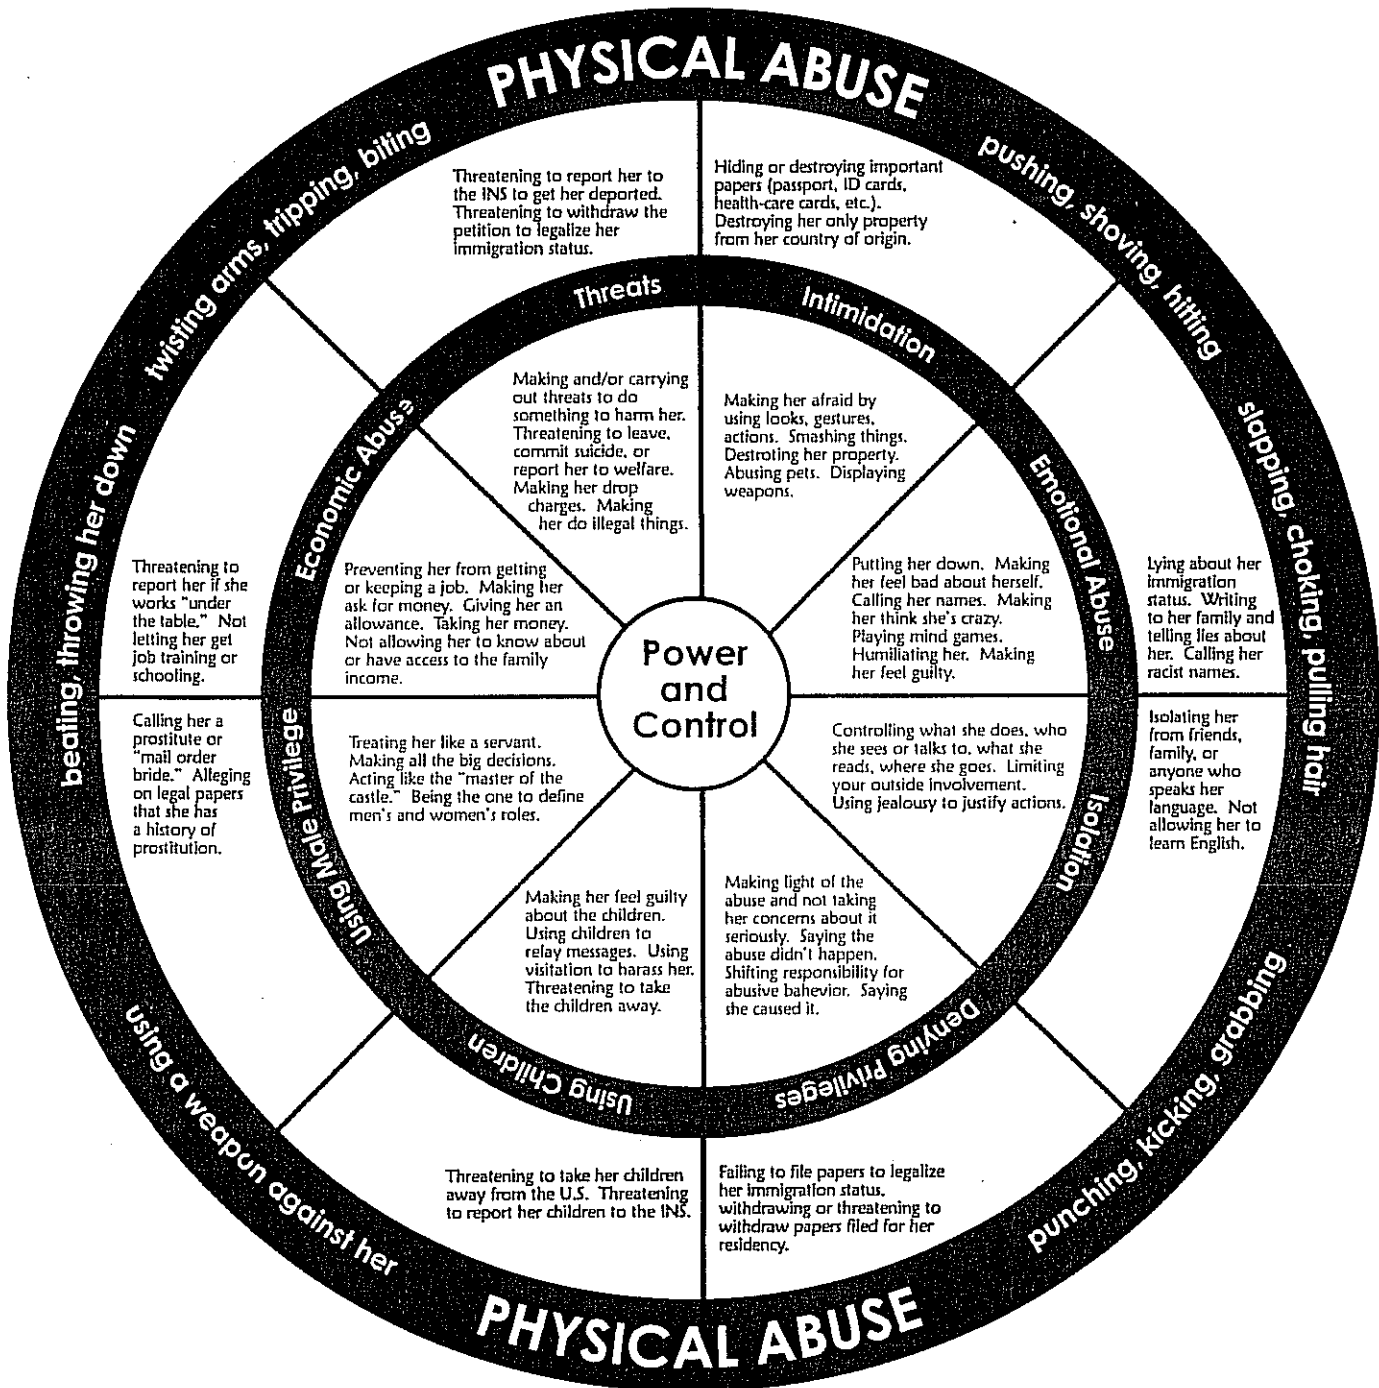 PHYSICAL ABUSE
pushing, shoving, hitting
slapping, choking, pulling hair
punching, kicking, grabbing
PHYSICAL ABUSE
using a weapon against her
beating, throwing her down
twisting arms, tripping, biting
Threatening to report her to
the INS to get her deported.
Threatening to withdraw the
petition to legalize her
immigration status.
Hiding or destroying important
papers (passport, ID cards,
health-care cards, etc.).
Destroying her only property
from her country of origin.
Threats
Intimidation
Making and/or carrying
out threats to do
something to harm her.
Threatening to leave,
commit suicide, or
report her to welfare.
Making her drop
charges. Making
her do illegal things.
Making her afraid by
using looks, gestures,
actions. Smashing things.
Destroting her property.
Abusing pets. Displaying
weapons.
Economic Abuse
Emotional Abuse
Threatening to
report her if she
works "under
the table." Not
letting her get
job training or
schooling.
Preventing her from getting
or keeping a job. Making her
ask for money. Giving her an
allowance. Taking her money.
Not allowing her to know about
or have access to the family
income.
Power
and
Control
Putting her down. Making
her feel bad about herself.
Calling her names. Making
her think she's crazy.
Playing mind games.
Humiliating her. Making
her feel guilty.
Lying about her
immigration
status. Writing
to her family and
telling lies about
her. Calling her
racist names.
Calling her a
prostitute or
"mail order
bride." Alleging
on legal papers
that she has
a history of
prostitution.
Using Male Privilege
Treating her like a servant.
Making all the big decisions.
Acting like the "master of the
castle." Being the one to define
men's and women's roles.
Controlling what she does, who
she sees or talks to, what she
reads, where she goes. Limiting
your outside involvement.
Using jealousy to justify actions.
Isolation
Isolating her
from friends,
family, or
anyone who
speaks her
language. Not
allowing her to
learn English.
Making her feel guilty
about the children.
Using children to
relay messages. Using
visitation to harass her.
Threatening to take
the children away.
Making light of the
abuse and not taking
her concerns about it
seriously. Saying the
abuse didn't happen.
Shifting responsibility for
abusive bahevior. Saying
she caused it.
Using Children
Denying Privileges
Threatening to take her children
away from the U.S. Threatening
to report her children to the INS.
Failing to file papers to legalize
her immigration status,
withdrawing or threatening to
withdraw papers filed for her
residency.